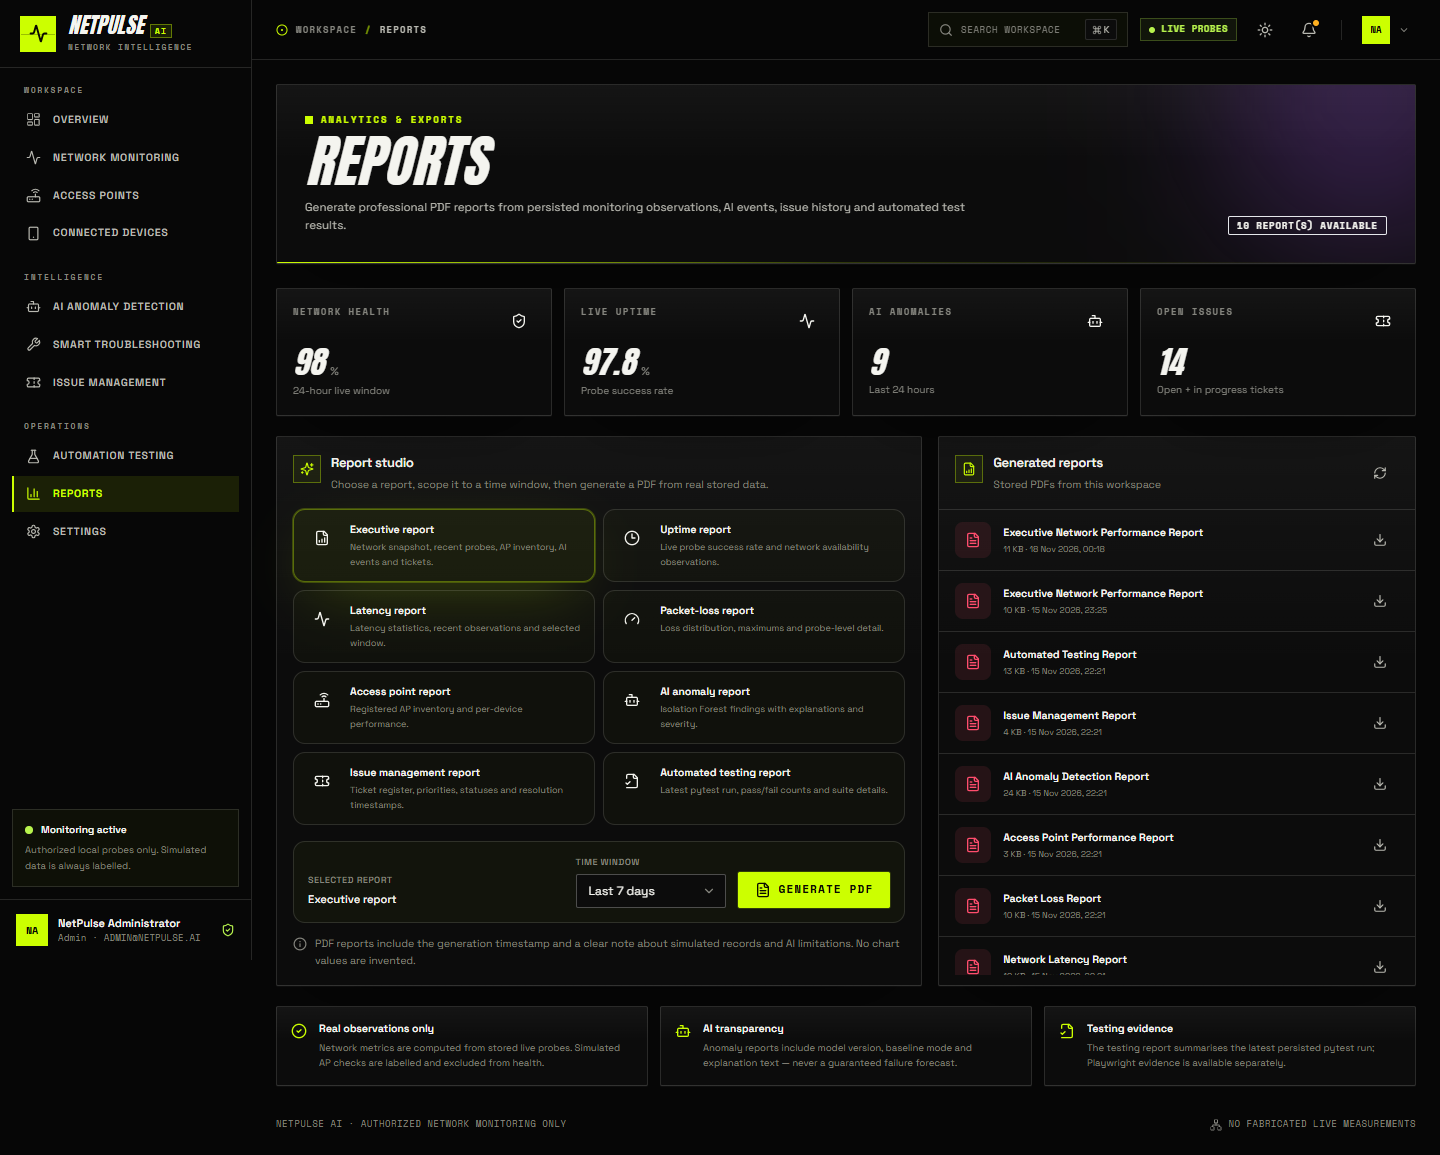 NETPULSE AI
NETWORK INTELLIGENCE
WORKSPACE
OVERVIEW
NETWORK MONITORING
ACCESS POINTS
CONNECTED DEVICES
INTELLIGENCE
AI ANOMALY DETECTION
SMART TROUBLESHOOTING
ISSUE MANAGEMENT
OPERATIONS
AUTOMATION TESTING
REPORTS
SETTINGS
Monitoring active
Authorized local probes only. Simulated
data is always labelled.
NA
NetPulse Administrator
Admin · ADMIN@NETPULSE.AI
WORKSPACE / REPORTS
SEARCH WORKSPACE
⌘K
LIVE PROBES
NA
ANALYTICS & EXPORTS
REPORTS
Generate professional PDF reports from persisted monitoring observations, AI events, issue history and automated test
results.
10 REPORT(S) AVAILABLE
NETWORK HEALTH
98 %
24-hour live window
LIVE UPTIME
97.8 %
Probe success rate
AI ANOMALIES
9
Last 24 hours
OPEN ISSUES
14
Open + in progress tickets
Report studio
Choose a report, scope it to a time window, then generate a PDF from real stored data.
Executive report
Network snapshot, recent probes, AP inventory, AI
events and tickets.
Uptime report
Live probe success rate and network availability
observations.
Latency report
Latency statistics, recent observations and selected
window.
Packet-loss report
Loss distribution, maximums and probe-level detail.
Access point report
Registered AP inventory and per-device
performance.
AI anomaly report
Isolation Forest findings with explanations and
severity.
Issue management report
Ticket register, priorities, statuses and resolution
timestamps.
Automated testing report
Latest pytest run, pass/fail counts and suite details.
SELECTED REPORT
Executive report
TIME WINDOW
Last 7 days
GENERATE PDF
PDF reports include the generation timestamp and a clear note about simulated records and AI limitations. No chart
values are invented.
Generated reports
Stored PDFs from this workspace
Executive Network Performance Report
11 KB · 18 Nov 2026, 00:18
Executive Network Performance Report
10 KB · 15 Nov 2026, 23:25
Automated Testing Report
13 KB · 15 Nov 2026, 22:21
Issue Management Report
4 KB · 15 Nov 2026, 22:21
AI Anomaly Detection Report
24 KB · 15 Nov 2026, 22:21
Access Point Performance Report
3 KB · 15 Nov 2026, 22:21
Packet Loss Report
10 KB · 15 Nov 2026, 22:21
Network Latency Report
Real observations only
Network metrics are computed from stored live probes. Simulated
AP checks are labelled and excluded from health.
AI transparency
Anomaly reports include model version, baseline mode and
explanation text — never a guaranteed failure forecast.
Testing evidence
The testing report summarises the latest persisted pytest run;
Playwright evidence is available separately.
NETPULSE AI · AUTHORIZED NETWORK MONITORING ONLY
NO FABRICATED LIVE MEASUREMENTS